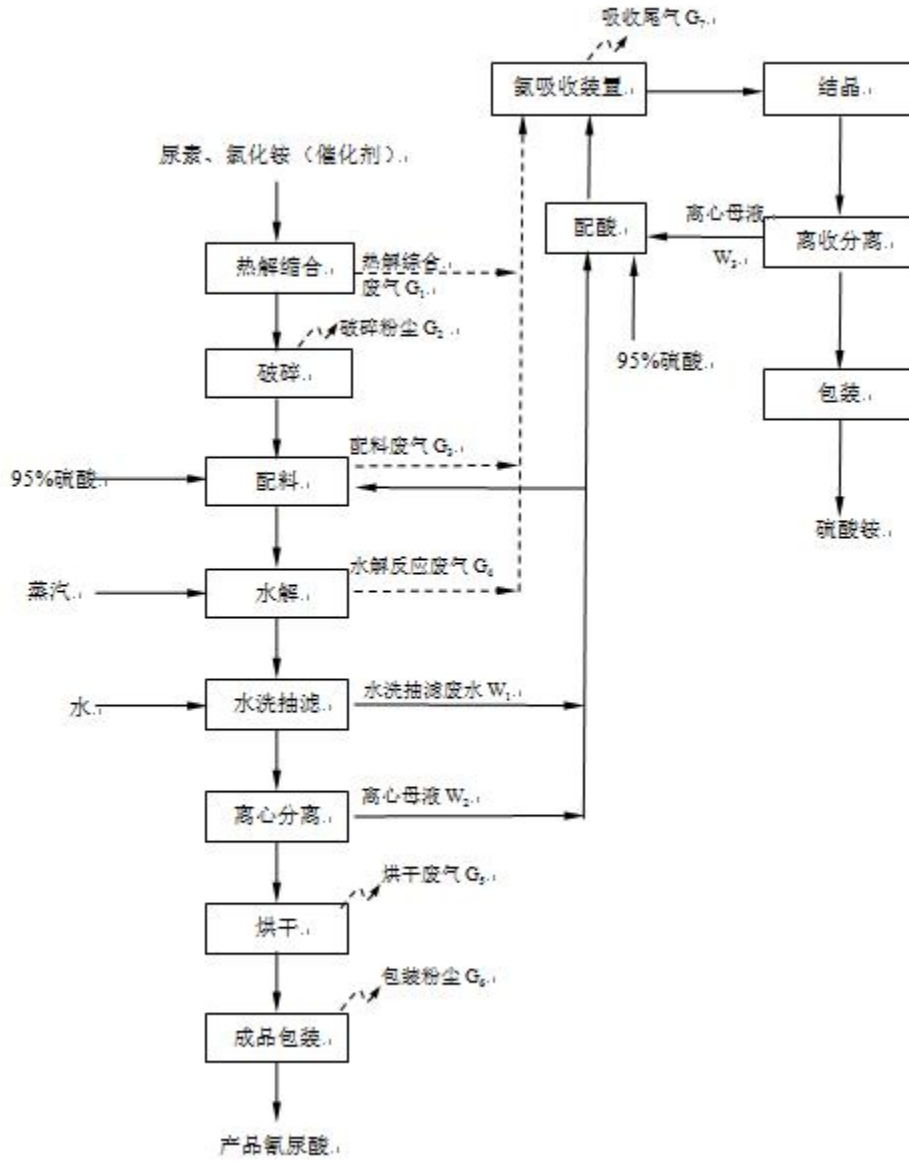 吸收尾气 G₇
氨吸收装置
结晶
尿素、氯化铵（催化剂）
配酸
离心母液
W₃
离收分离
热解缩合
热解综合
废气 G₁
破碎粉尘 G₂
破碎
95%硫酸
包装
配料废气 G₃
95%硫酸
配料
硫酸铵
水解反应废气 G₄
蒸汽
水解
水
水洗抽滤
水洗抽滤废水 W₁
离心分离
离心母液 W₂
烘干废气 G₅
烘干
包装粉尘 G₆
成品包装
产品氰尿酸